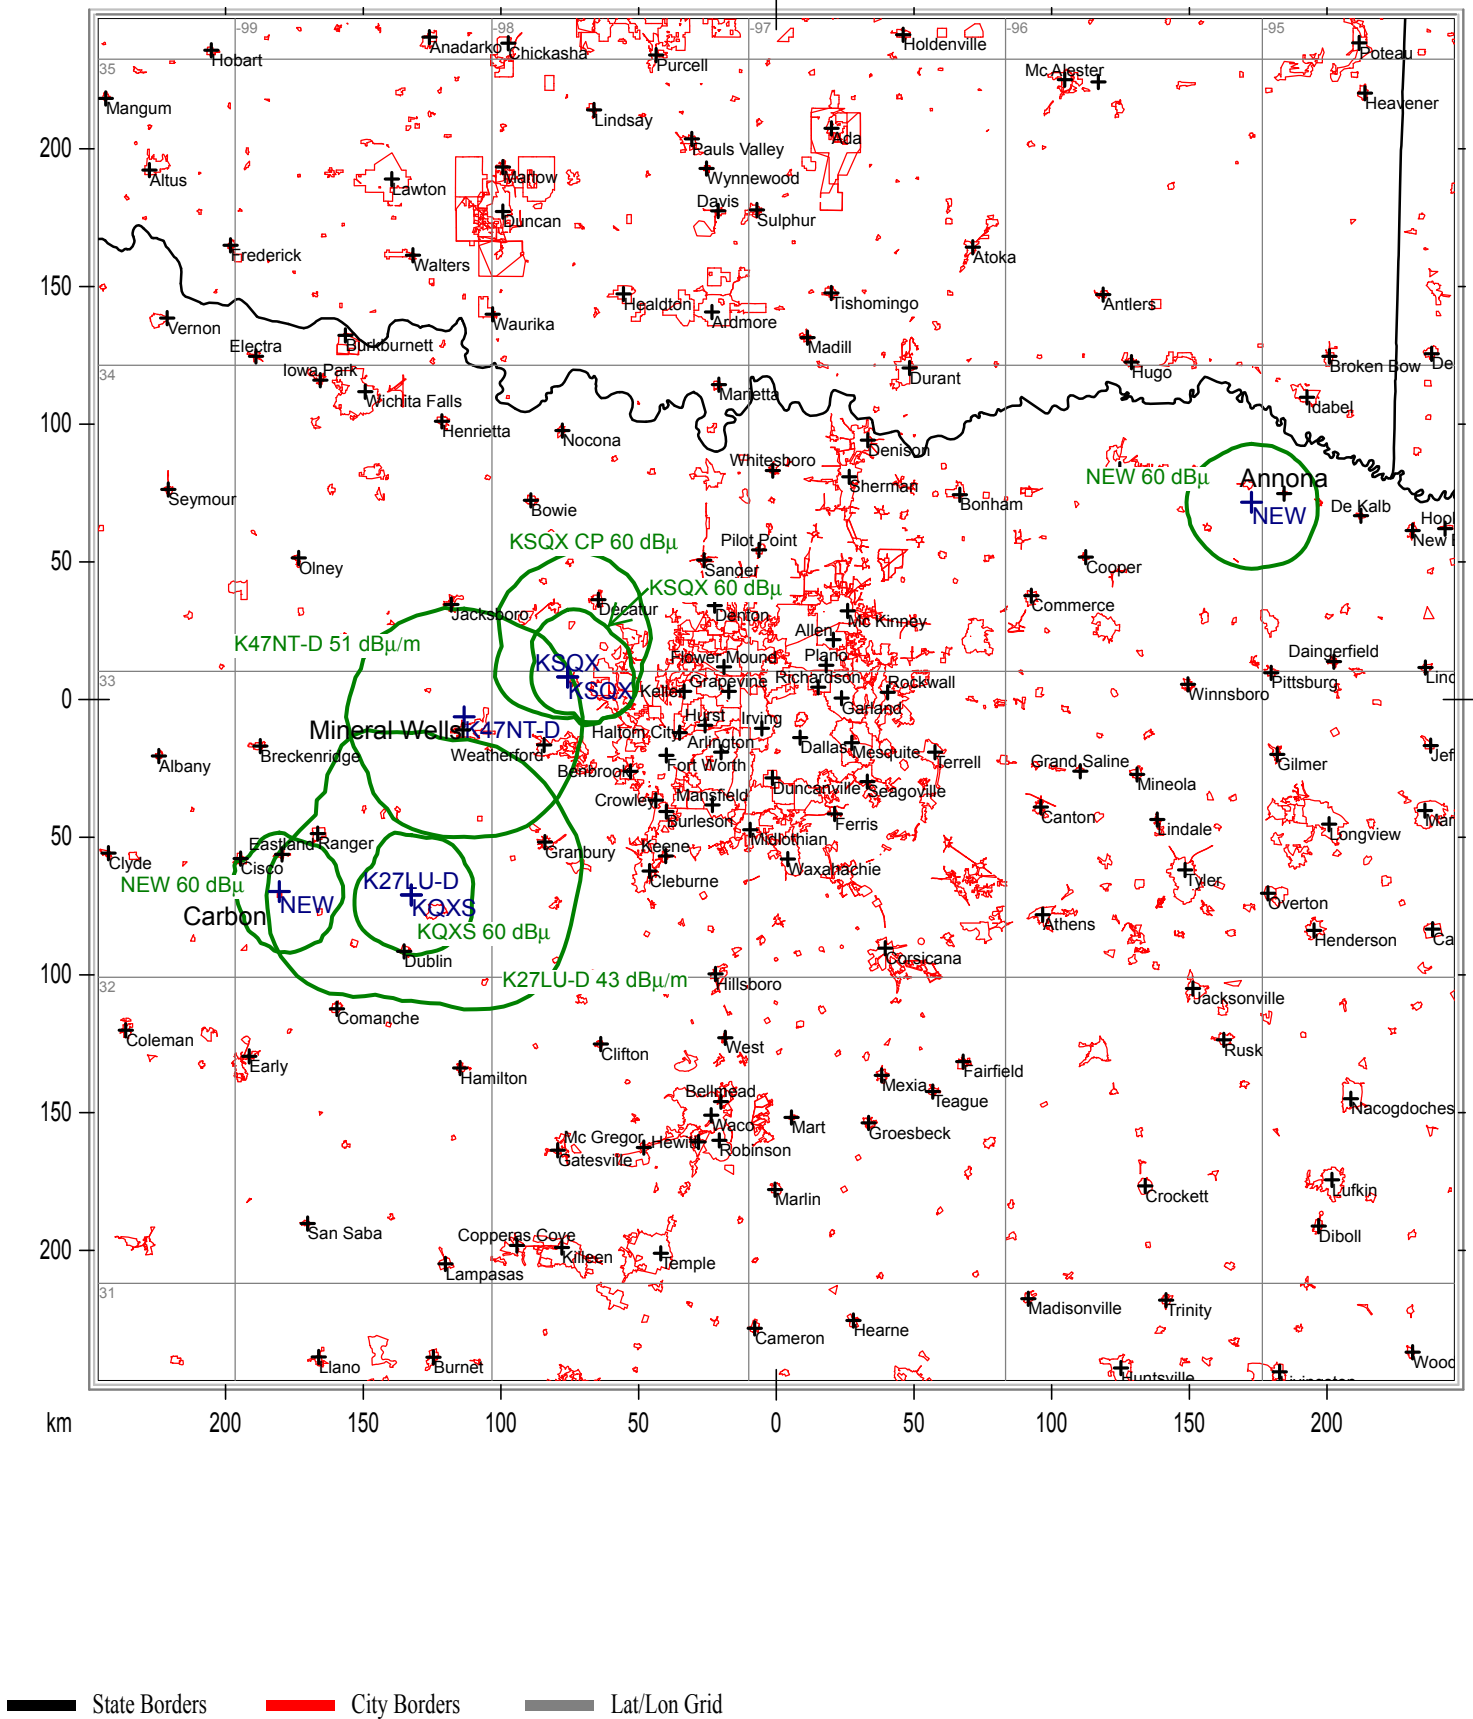 -99
-98
-97
-96
-95
Hobart
Anadarko
Chickasha
Purcell
Holdenville
Poteau
35
Mc Alester
Mangum
Heavener
Lindsay
Ada
200
Pauls Valley
Altus
Lawton
Marlow
Wynnewood
Davis
Duncan
Sulphur
Frederick
Walters
Atoka
150
Healdton
Tishomingo
Antlers
Vernon
Waurika
Ardmore
Electra
Burkburnett
Madill
34
Iowa Park
Durant
Hugo
Broken Bow
De
Wichita Falls
Marietta
Idabel
100
Henrietta
Nocona
Denison
Whitesboro
Seymour
Sherman
NEW 60 dBμ
Annona
Bowie
Bonham
NEW
De Kalb
KSQX CP 60 dBμ
Pilot Point
50
Olney
Sander
Cooper
KSQX 60 dBμ
Jacksboro
Decatur
Denton
Commerce
Mc Kinney
K47NT-D 51 dBμ/m
Allen
33
KSQX
Flower Mound
Plano
Daingerfield
KSQX
Keller
Grapevine
Richardson
Rockwall
Winnsboro
Pittsburg
0
Garland
Mineral Wells
K47NT-D
Haltom City
Hurst
Irving
Breckenridge
Weatherford
Arlington
Dallas
Mesquite
Albany
Benbrook
Fort Worth
Terrell
Grand Saline
Gilmer
Jef
Crowley
Mansfield
Duncanville
Seagoville
Mineola
50
Burleson
Ferris
Canton
Lindale
Longview
Mar
Eastland
Ranger
Granbury
Keene
Midlothian
Clyde
Cisco
Cleburne
Waxahachie
NEW 60 dBμ
K27LU-D
Tyler
Carbon
NEW
KQXS
Overton
KQXS 60 dBμ
Athens
Henderson
Ca
Dublin
Corsicana
100
32
K27LU-D 43 dBμ/m
Hillsboro
Jacksonville
Comanche
Coleman
Clifton
West
Rusk
Early
Hamilton
Fairfield
Mexia
Teague
150
Bellmead
Nacogdoches
Waco
Mart
Groesbeck
Mc Gregor
Robinson
Gatesville
Marlin
Crockett
Lufkin
San Saba
Copperas Cove
Diboll
200
Killeen
Temple
Lampasas
31
Madisonville
Trinity
Cameron
Hearne
Llano
Burnet
Huntsville
Livingston
Wood
km
200
150
100
50
0
50
100
150
200
State Borders
City Borders
Lat/Lon Grid